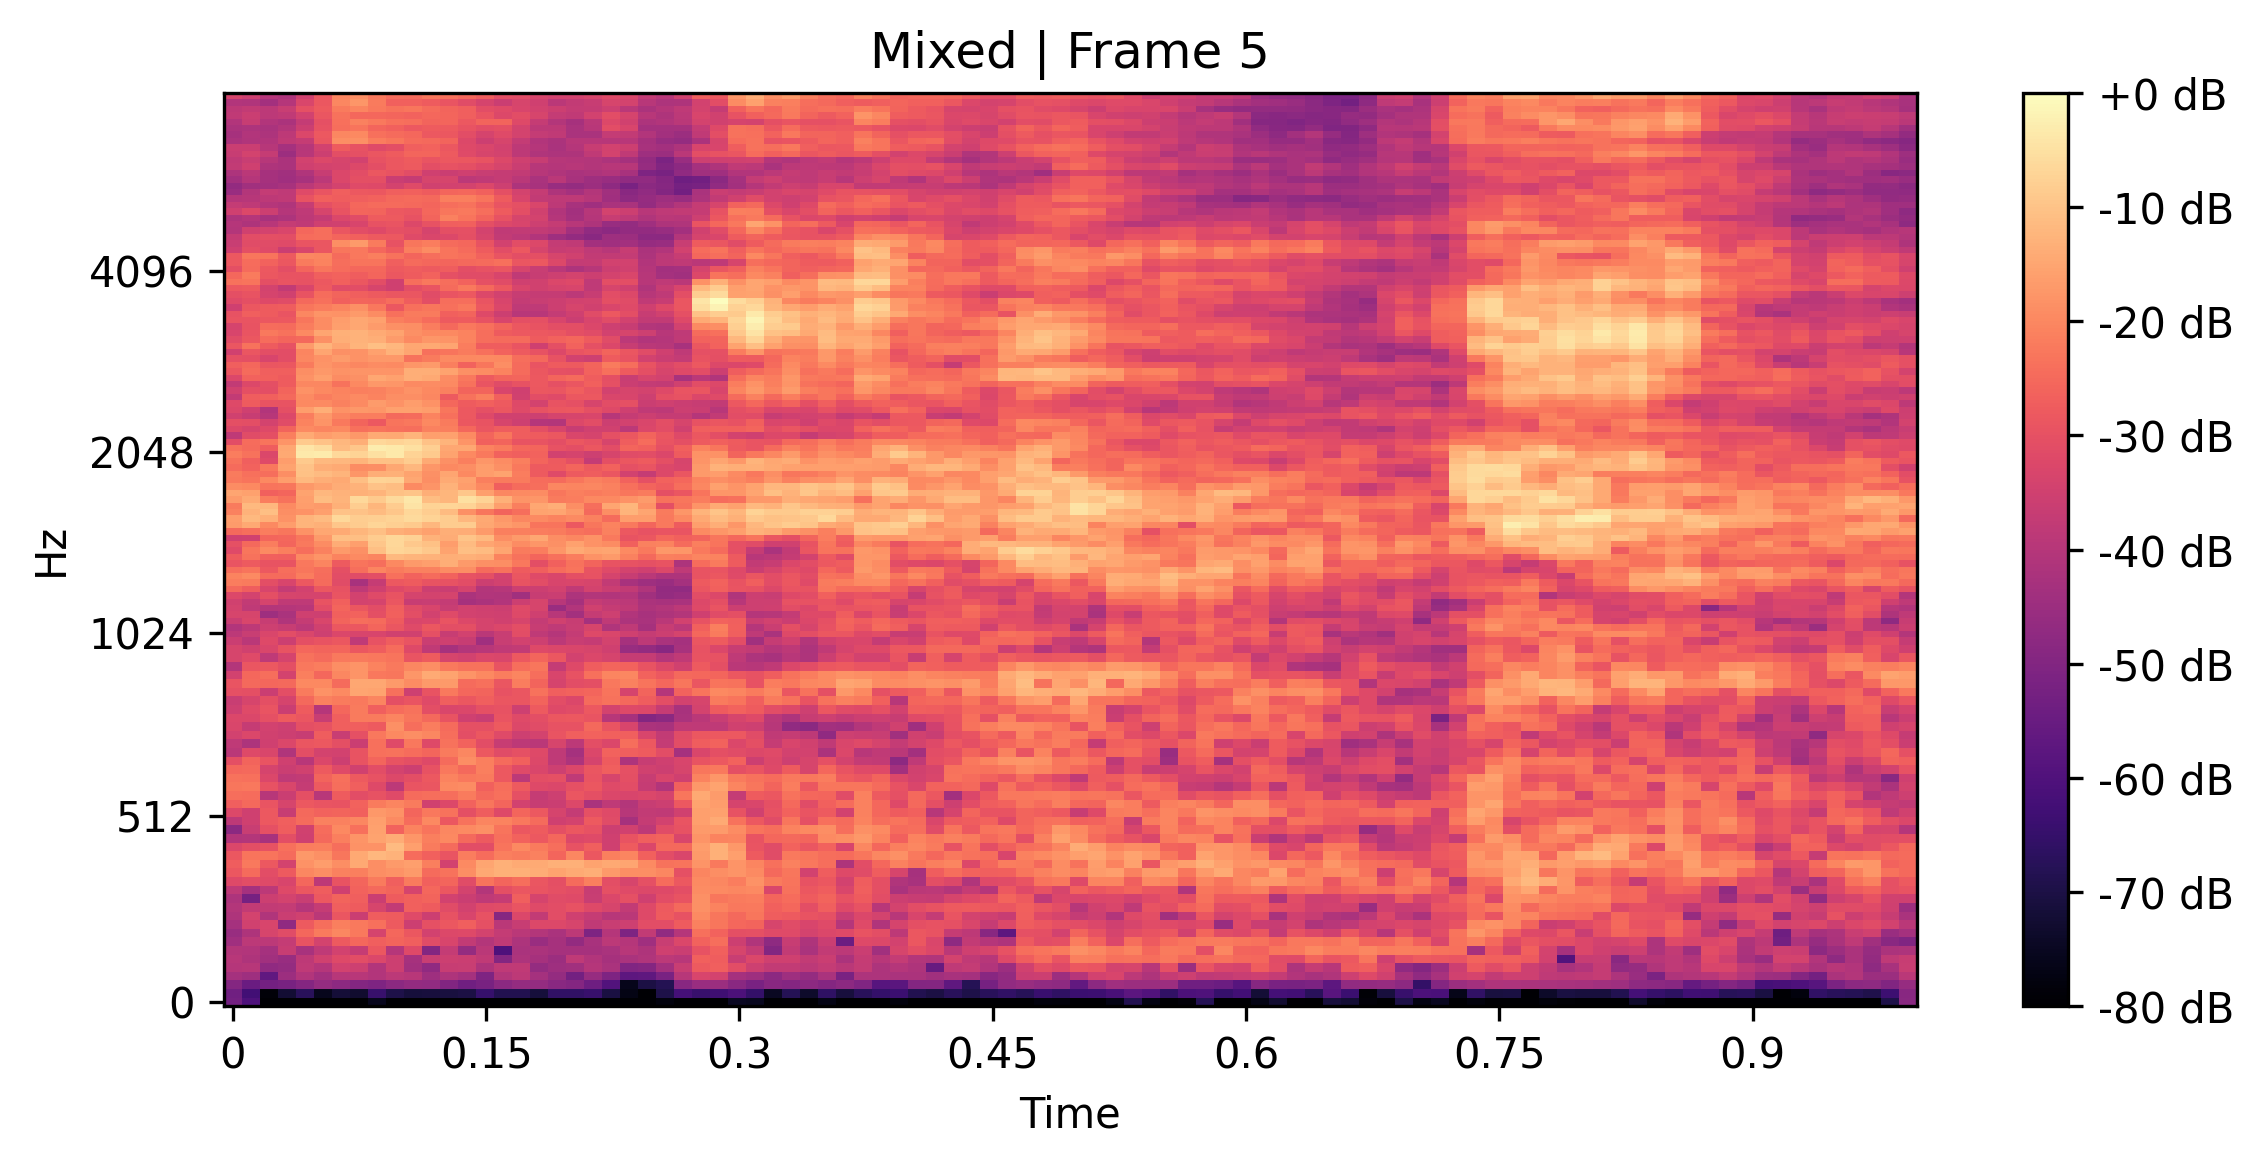 Mixed | Frame 5
Hz
4096
2048
1024
512
0
0 0.15 0.3 0.45 0.6 0.75 0.9
Time
+0 dB
-10 dB
-20 dB
-30 dB
-40 dB
-50 dB
-60 dB
-70 dB
-80 dB